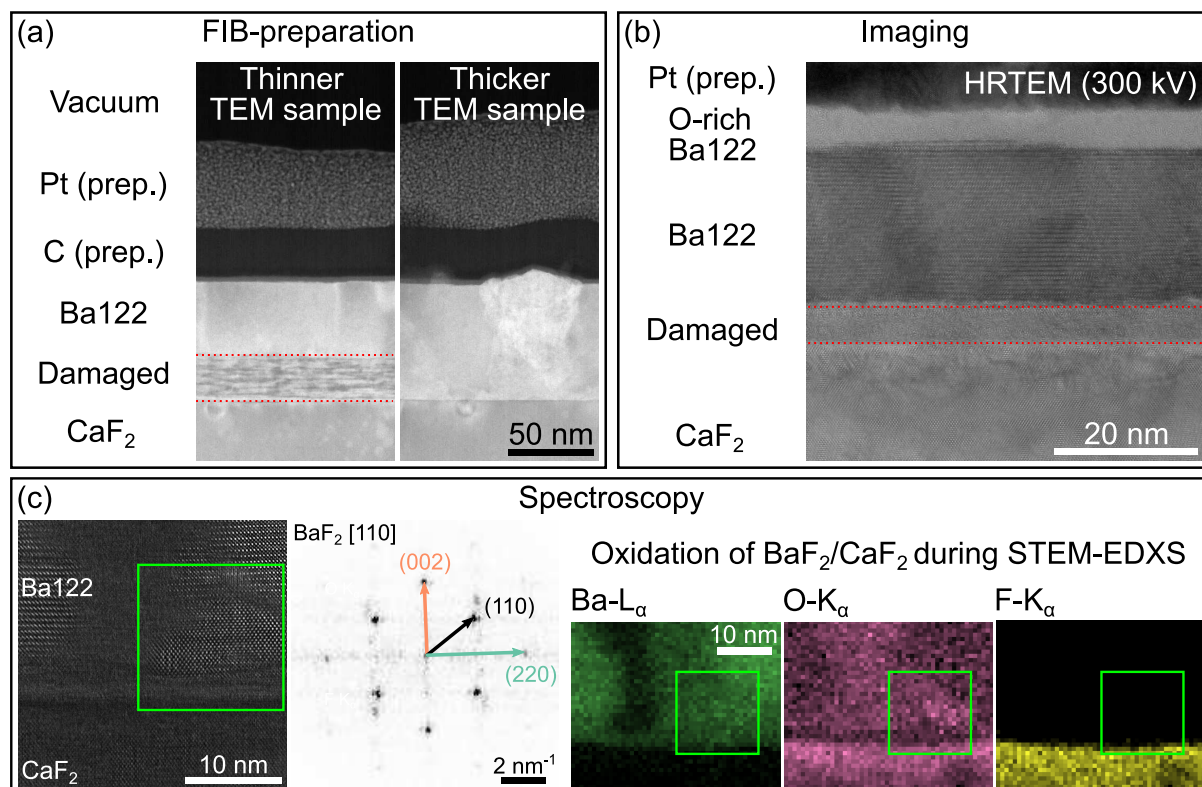 (a)
FIB-preparation
Thinner
TEM sample
Thicker
TEM sample
Vacuum
Pt (prep.)
C (prep.)
Ba122
Damaged
CaF₂
50 nm
(b)
Imaging
HRTEM (300 kV)
Pt (prep.)
O-rich
Ba122
Ba122
Damaged
CaF₂
20 nm
(c)
Spectroscopy
Ba122
CaF₂
10 nm
BaF₂ [110]
(002)
(110)
(220)
2 nm⁻¹
Oxidation of BaF₂/CaF₂ during STEM-EDXS
Ba-Lα
10 nm
O-Kα
F-Kα